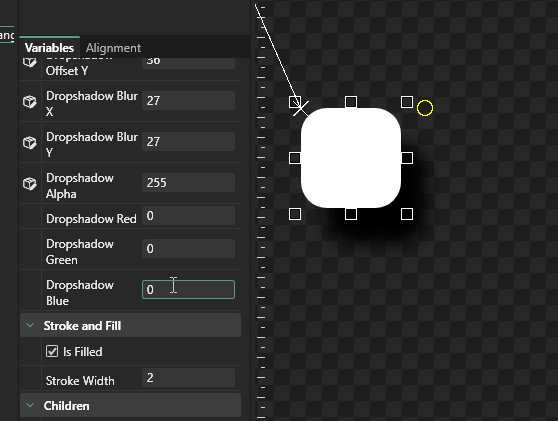 Variables Alignment
Dropshadow
Offset Y
36
Dropshadow Blur
X
27
Dropshadow Blur
Y
27
Dropshadow
Alpha
255
Dropshadow Red
0
Dropshadow
Green
0
Dropshadow
Blue
0
Stroke and Fill
Is Filled
Stroke Width
2
Children